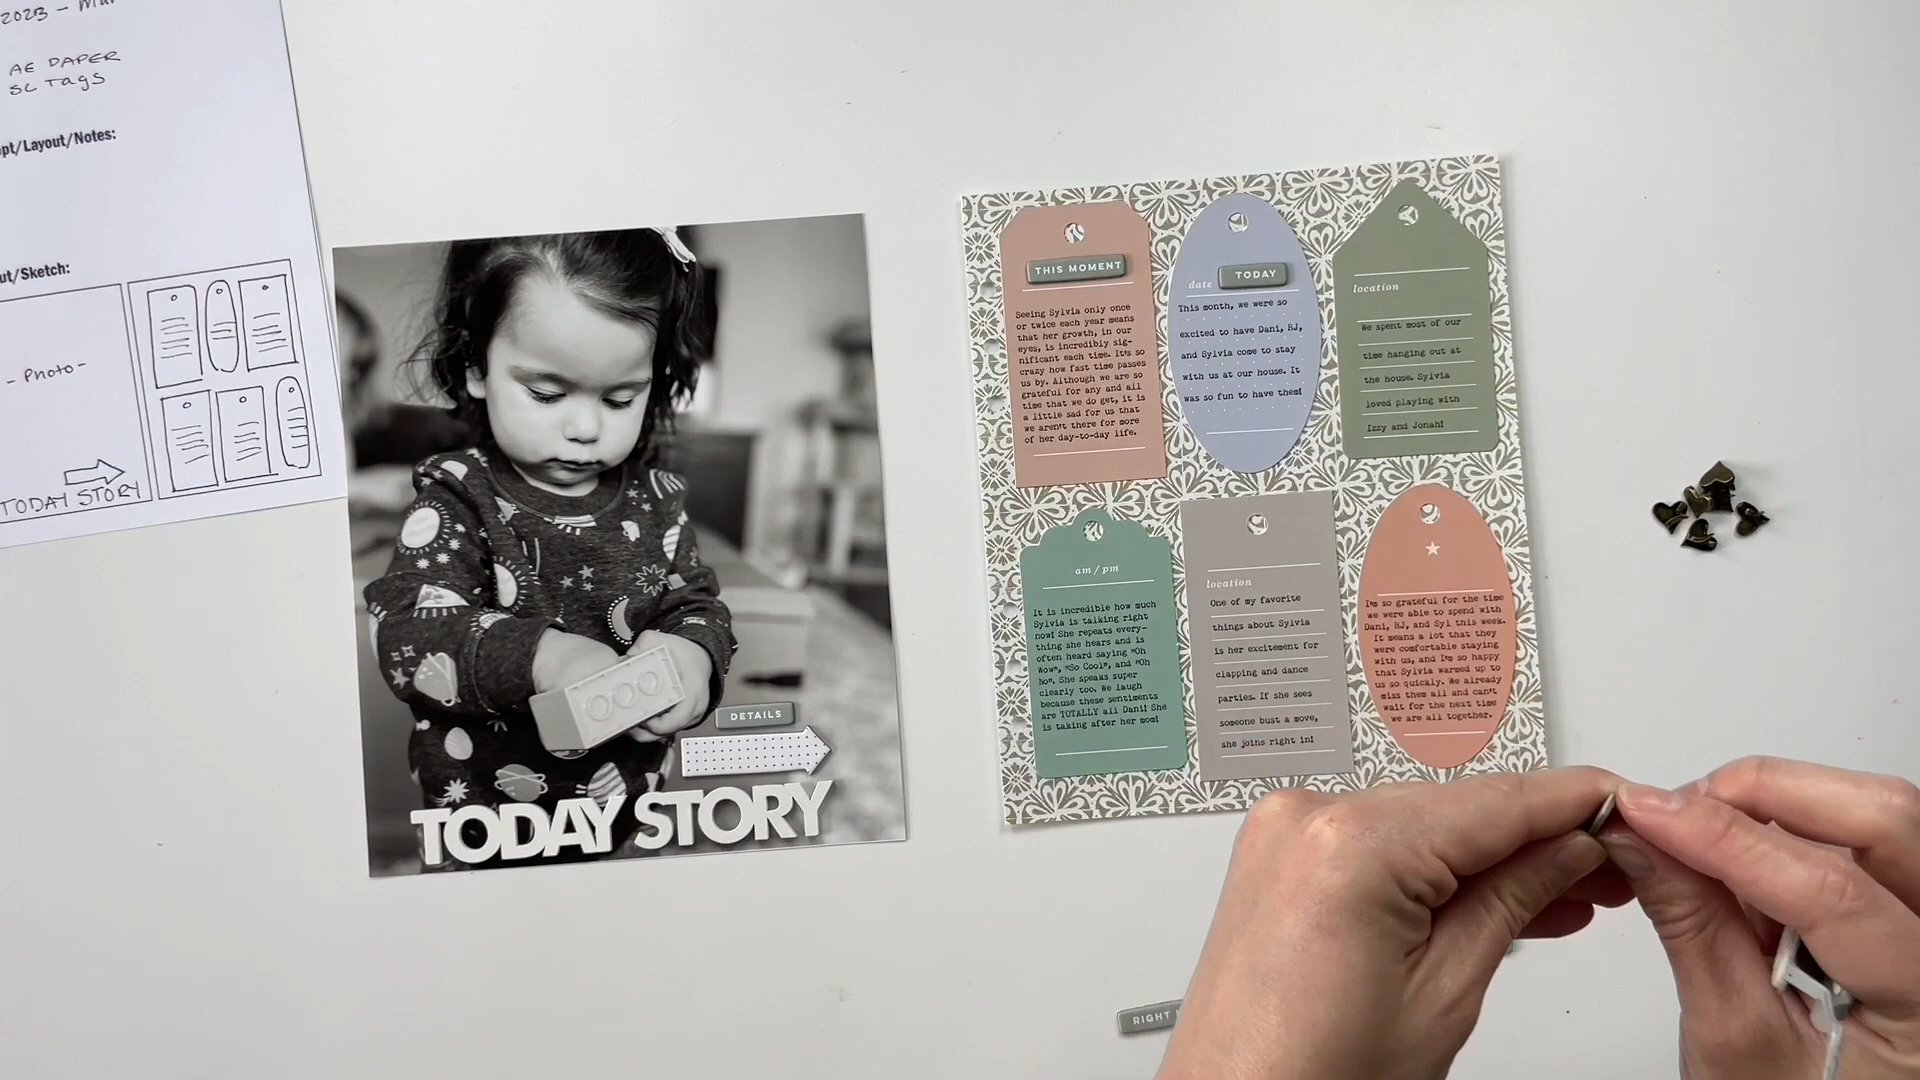 2023 -
AE PAPER
SC Tags
pt/Layout/Notes:
ut/Sketch:
- Photo -
TODAY STORY
DETAILS
TODAY STORY
THIS MOMENT
Seeing Sylvia only once
or twice each year means
that her growth, in our
eyes, is incredibly sig-
nificant each time. It's so
crazy how fast time passes
us by. Although we are so
grateful for any and all
time that we do get, it is
a little sad for us that
we aren't there for more
of her day-to-day life.
date TODAY
This month, we were so
excited to have Dani, RJ,
and Sylvia come to stay
with us at our house. It
was so fun to have them!
location
We spent most of our
time hanging out at
the house. Sylvia
loved playing with
Izzy and Jonah!
am / pm
It is incredible how much
Sylvia is talking right
now! She repeats every-
thing she hears and is
often heard saying "Oh
Wow", "So Cool", and "Oh
No". She speaks super
clearly too. We laugh
because these sentiments
are TOTALLY all Dani! She
is taking after her mom!
location
One of my favorite
things about Sylvia
is her excitement for
clapping and dance
parties. If she sees
someone bust a move,
she joins right in!
I'm so grateful for the time
we were able to spend with
Dani, RJ, and Syl this week.
It means a lot that they
were comfortable staying
with us, and I'm so happy
that Sylvia warmed up to
us so quickly. We already
miss them all and can't
wait for the next time
we are all together.
RIGHT